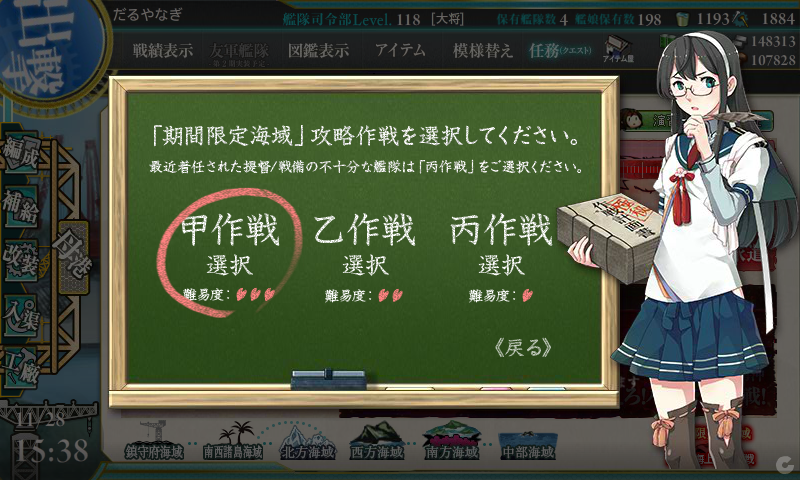 出撃
だるやなぎ
艦隊司令部Level. 118 [大将]
保有艦隊数 4 艦娘保有数 198
1193 1884
戦績表示 友軍艦隊 図鑑表示 アイテム 模様替え 任務(クエスト) アイテム屋
148313
107828
編成
補給
改装
入渠
工廠
母港
「期間限定海域」攻略作戦を選択してください。
最近着任された提督/戦備の不十分な艦隊は「丙作戦」をご選択ください。
甲作戦 乙作戦 丙作戦
選択 選択 選択
難易度： 難易度： 難易度：
《戻る》
11/28
15:38
鎮守府海域 南西諸島海域 北方海域 西方海域 南方海域 中部海域